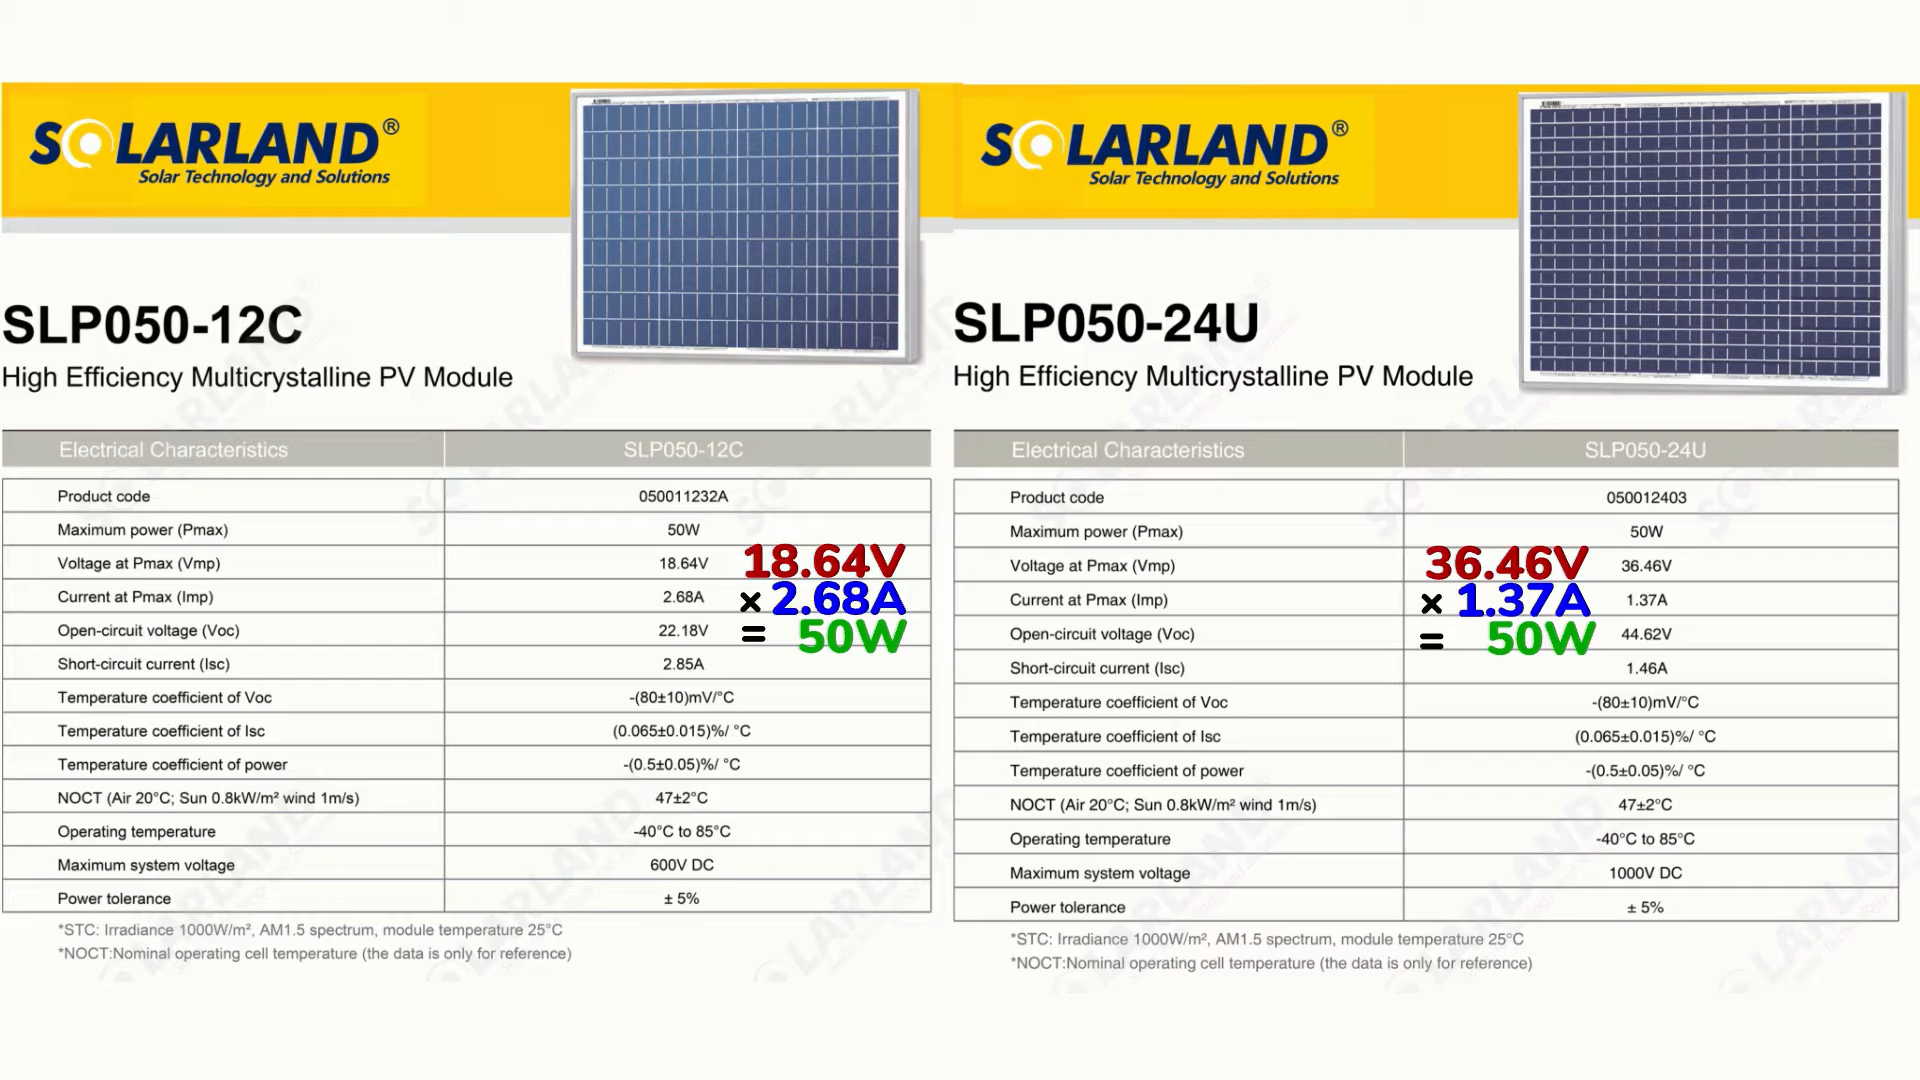 SOLARLAND®
Solar Technology and Solutions
SLP050-12C
High Efficiency Multicrystalline PV Module
Electrical Characteristics SLP050-12C
Product code 050011232A
Maximum power (Pmax) 50W
Voltage at Pmax (Vmp) 18.64V 18.64V
Current at Pmax (Imp) 2.68A × 2.68A
Open-circuit voltage (Voc) 22.18V = 50W
Short-circuit current (Isc) 2.85A
Temperature coefficient of Voc -(80±10)mV/°C
Temperature coefficient of Isc (0.065±0.015)%/ °C
Temperature coefficient of power -(0.5±0.05)%/ °C
NOCT (Air 20°C; Sun 0.8kW/m² wind 1m/s) 47±2°C
Operating temperature -40°C to 85°C
Maximum system voltage 600V DC
Power tolerance ± 5%
*STC: Irradiance 1000W/m², AM1.5 spectrum, module temperature 25°C
*NOCT:Nominal operating cell temperature (the data is only for reference)
SOLARLAND®
Solar Technology and Solutions
SLP050-24U
High Efficiency Multicrystalline PV Module
Electrical Characteristics SLP050-24U
Product code 050012403
Maximum power (Pmax) 50W
Voltage at Pmax (Vmp) 36.46V 36.46V
Current at Pmax (Imp) × 1.37A 1.37A
Open-circuit voltage (Voc) = 50W 44.62V
Short-circuit current (Isc) 1.46A
Temperature coefficient of Voc -(80±10)mV/°C
Temperature coefficient of Isc (0.065±0.015)%/ °C
Temperature coefficient of power -(0.5±0.05)%/ °C
NOCT (Air 20°C; Sun 0.8kW/m² wind 1m/s) 47±2°C
Operating temperature -40°C to 85°C
Maximum system voltage 1000V DC
Power tolerance ± 5%
*STC: Irradiance 1000W/m², AM1.5 spectrum, module temperature 25°C
*NOCT:Nominal operating cell temperature (the data is only for reference)